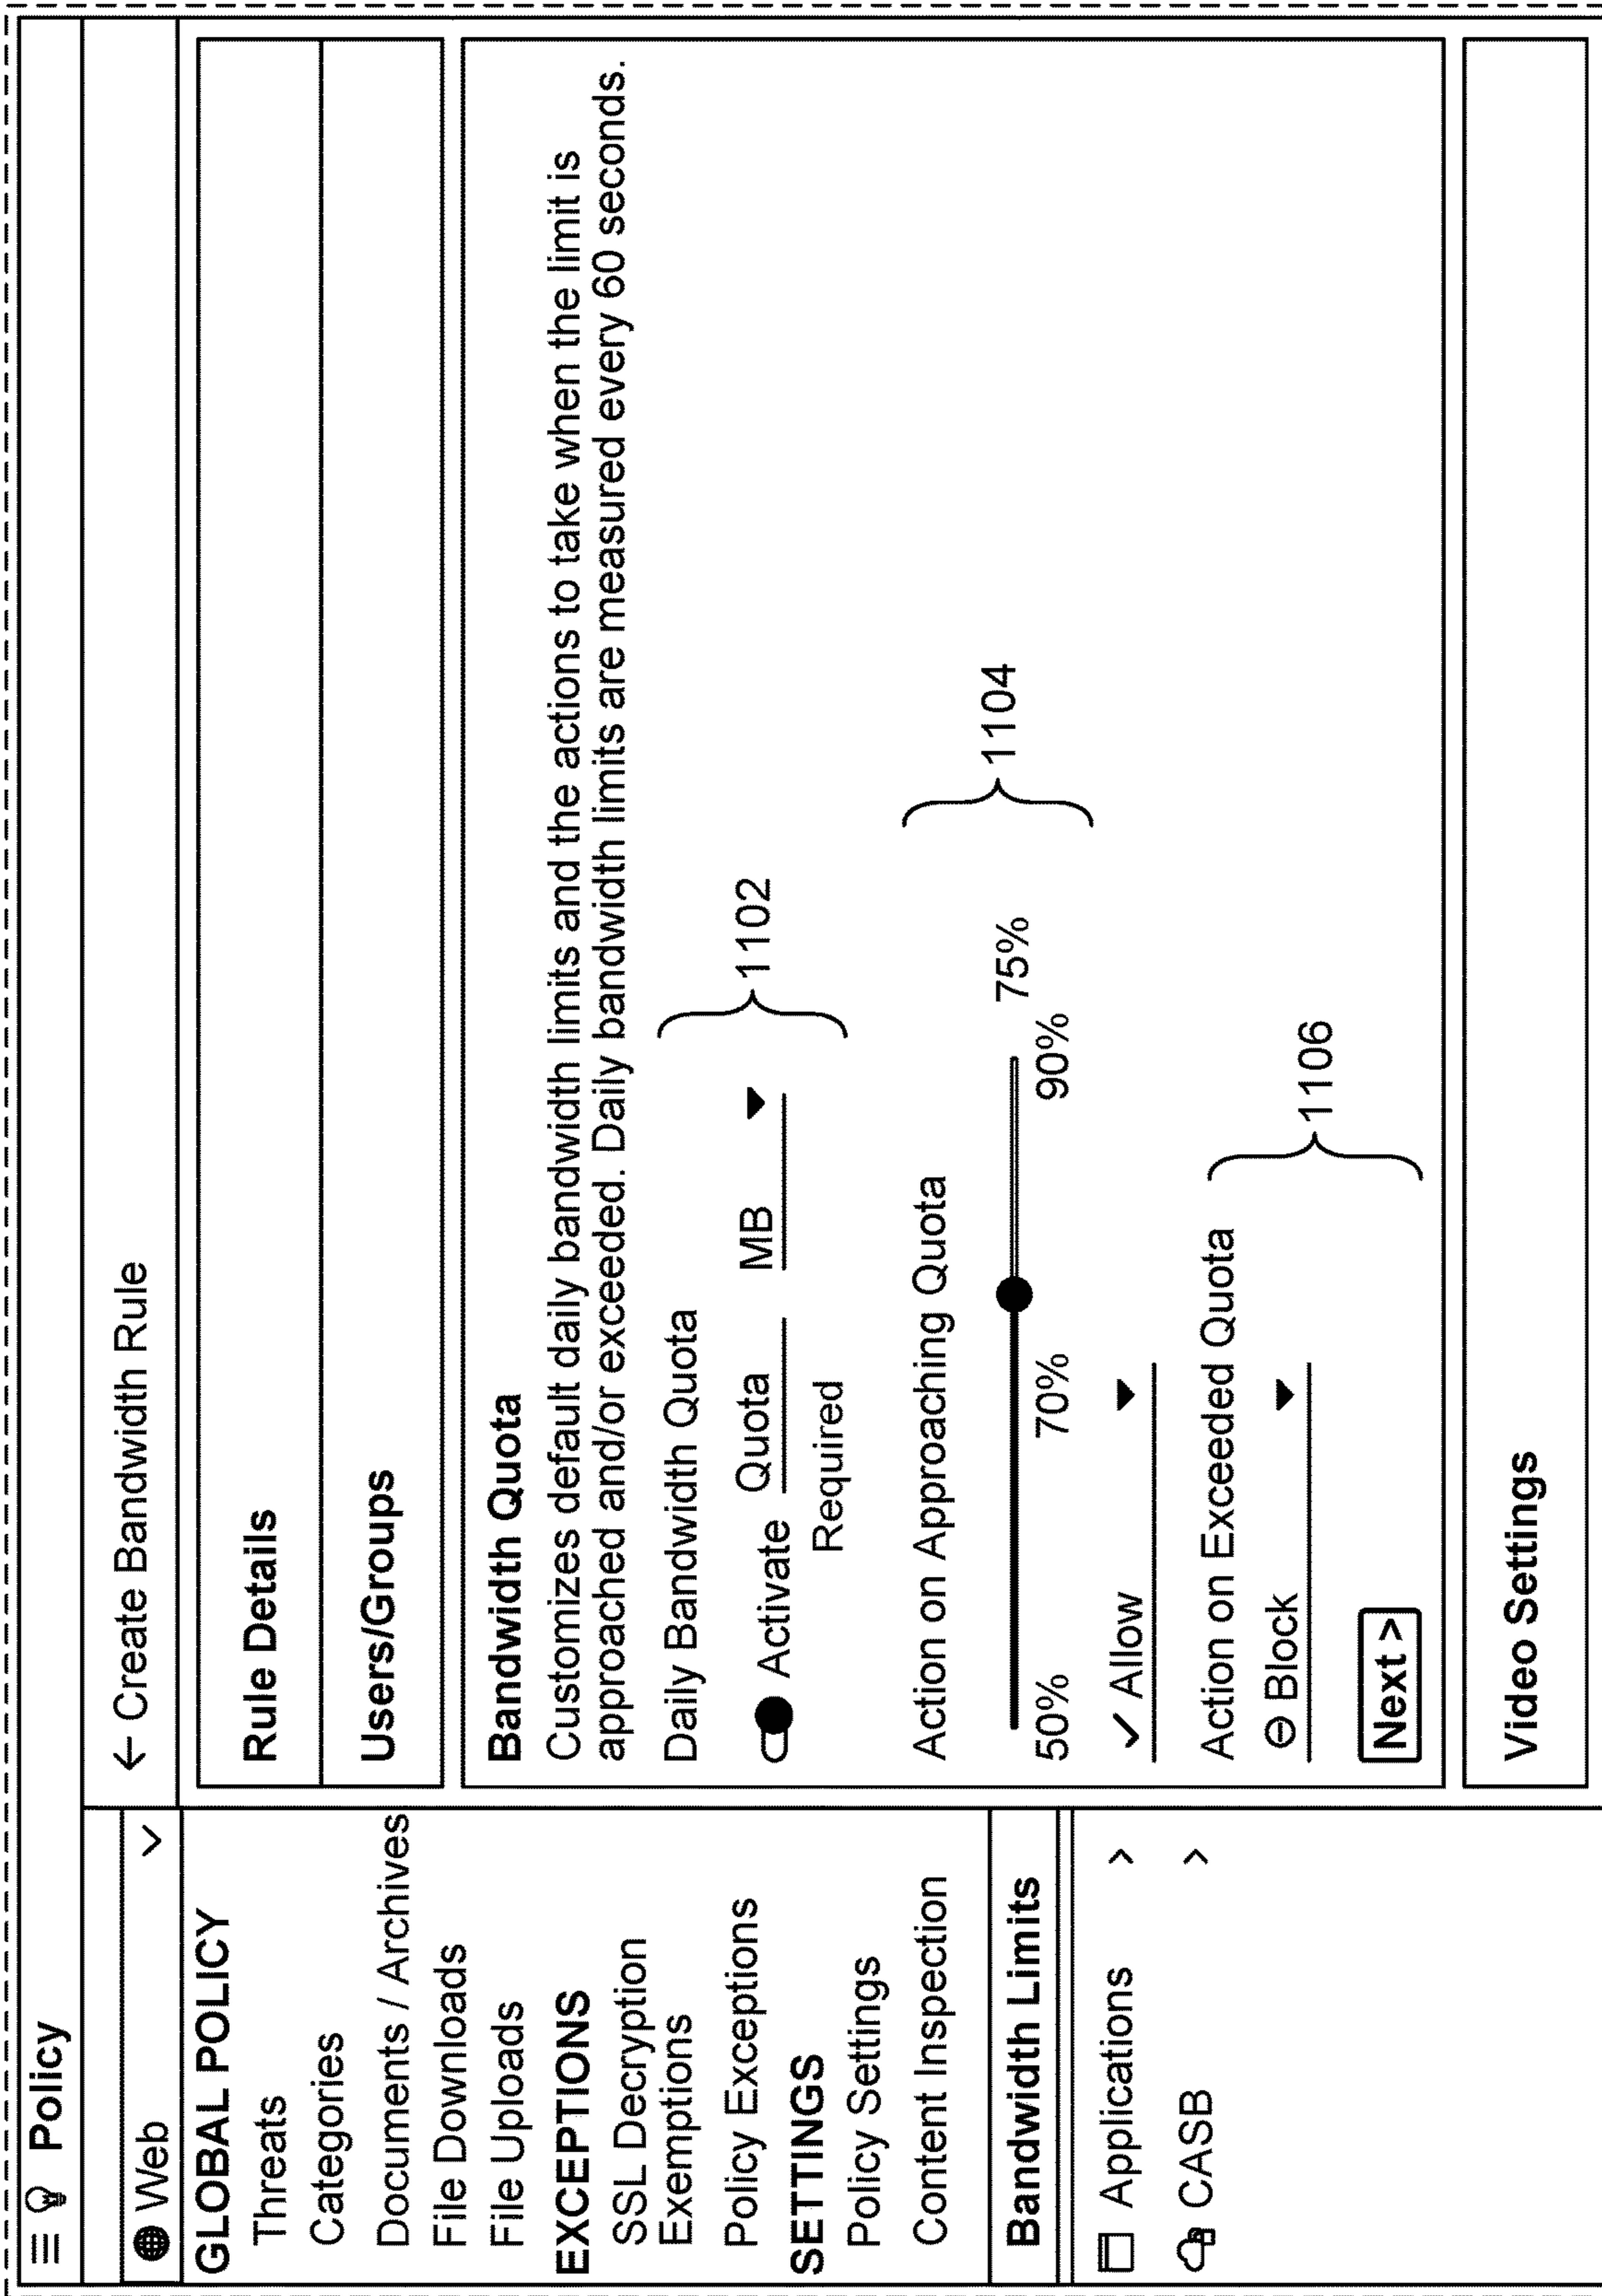 Policy
Web
GLOBAL POLICY
Threats
Categories
Documents / Archives
File Downloads
File Uploads
EXCEPTIONS
SSL Decryption
Exemptions
Policy Exceptions
SETTINGS
Policy Settings
Content Inspection
Bandwidth Limits
Applications >
CASB >
← Create Bandwidth Rule
Rule Details
Users/Groups
Bandwidth Quota
Customizes default daily bandwidth limits and the actions to take when the limit is
approached and/or exceeded. Daily bandwidth limits are measured every 60 seconds.
Daily Bandwidth Quota
Activate Quota MB 1102
Required
Action on Approaching Quota
75% 1104
50% 70% 90%
✓ Allow
Action on Exceeded Quota
Block 1106
Next >
Video Settings